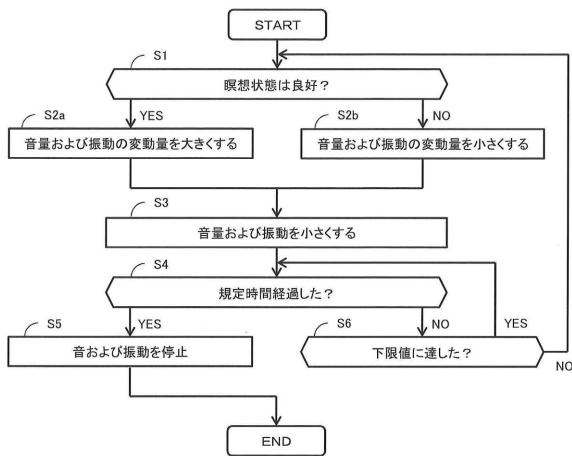 START
S1
瞑想状態は良好？
S2a
YES
S2b
NO
音量および振動の変動量を大きくする
音量および振動の変動量を小さくする
S3
音量および振動を小さくする
S4
規定時間経過した？
S5
YES
NO
S6
YES
音および振動を停止
下限値に達した？
NO
END